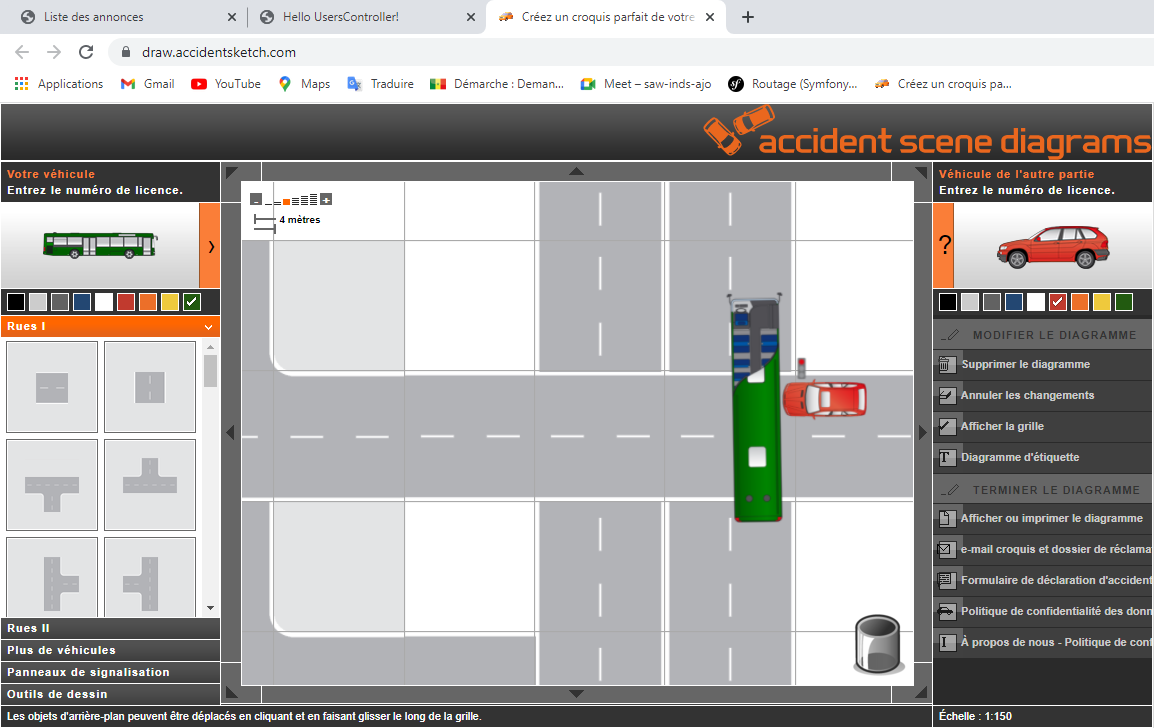 Liste des annonces
Hello UsersController!
Créez un croquis parfait de votre
draw.accidentsketch.com
Applications
Gmail
YouTube
Maps
Traduire
Démarche : Deman...
Meet – saw-inds-ajo
Routage (Symfony...
Créez un croquis pa...
accident scene diagrams
Votre véhicule
Entrez le numéro de licence.
Véhicule de l'autre partie
Entrez le numéro de licence.
4 mètres
?
Rues I
MODIFIER LE DIAGRAMME
Supprimer le diagramme
Annuler les changements
Afficher la grille
T Diagramme d'étiquette
TERMINER LE DIAGRAMME
Afficher ou imprimer le diagramme
e-mail croquis et dossier de réclama
Formulaire de déclaration d'accident
Politique de confidentialité des donn
À propos de nous - Politique de conf
Rues II
Plus de véhicules
Panneaux de signalisation
Outils de dessin
Les objets d'arrière-plan peuvent être déplacés en cliquant et en faisant glisser le long de la grille.
Échelle : 1:150